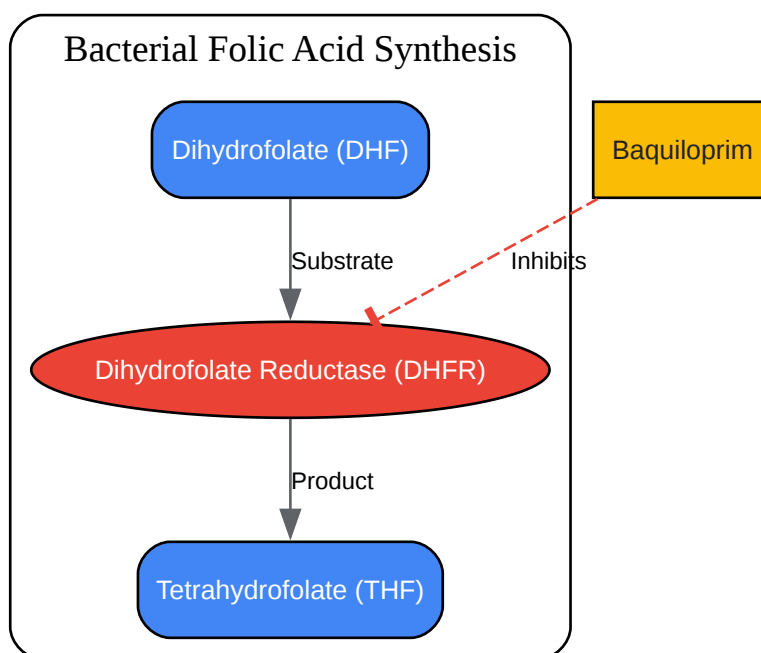 Bacterial Folic Acid Synthesis
Dihydrofolate (DHF)
Baquiloprim
Substrate
Inhibits
Dihydrofolate Reductase (DHFR)
Product
Tetrahydrofolate (THF)